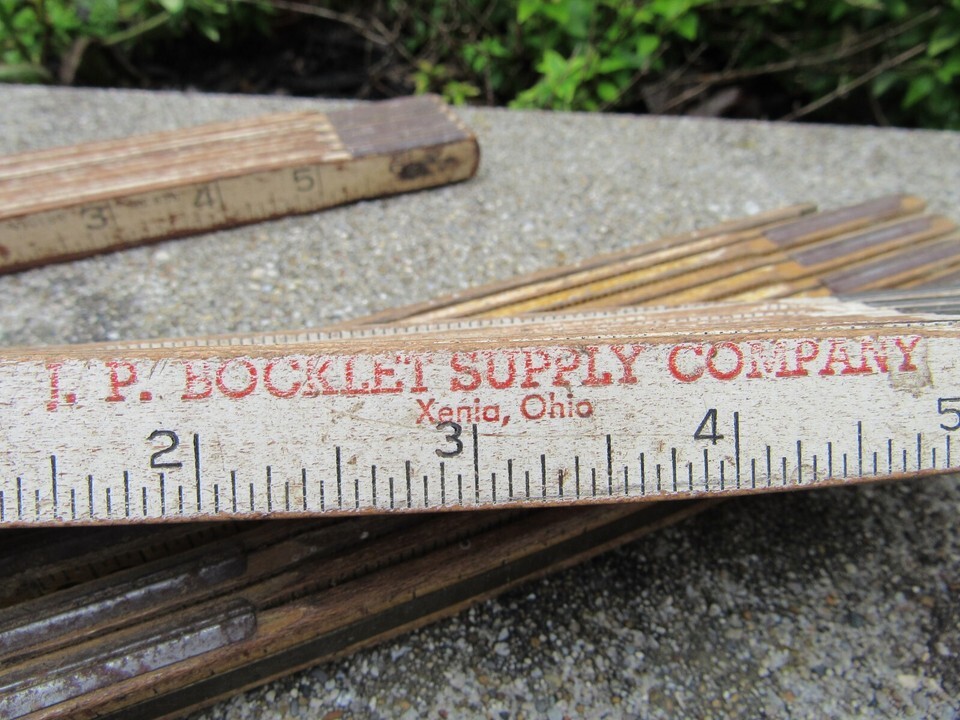 3 4 5
I. P. BOCKLET SUPPLY COMPANY
Xenia, Ohio
2 3 4 5